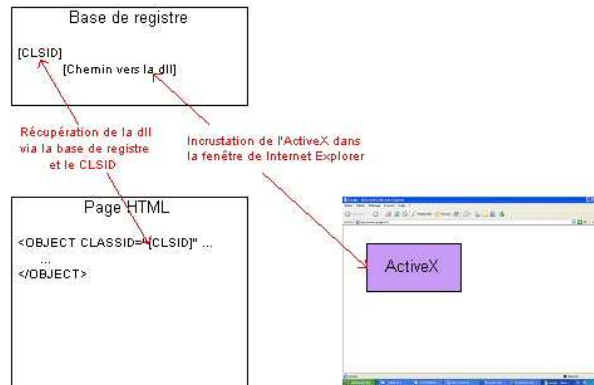 Base de registre
[CLSID]
[Chemin vers la dll]
Récupération de la dll
via la base de registre
et le CLSID
Incrustation de l'ActiveX dans
la fenêtre de Internet Explorer
Page HTML
<OBJECT CLASSID="[CLSID]" ...
...
</OBJECT>
ActiveX